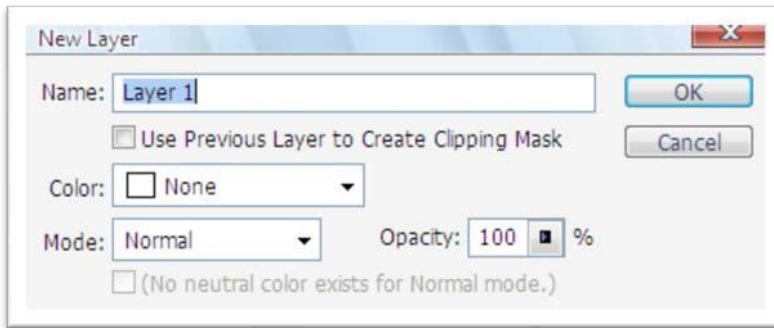 New Layer
Name: Layer 1 OK
Use Previous Layer to Create Clipping Mask Cancel
Color: None
Mode: Normal Opacity: 100 %
(No neutral color exists for Normal mode.)